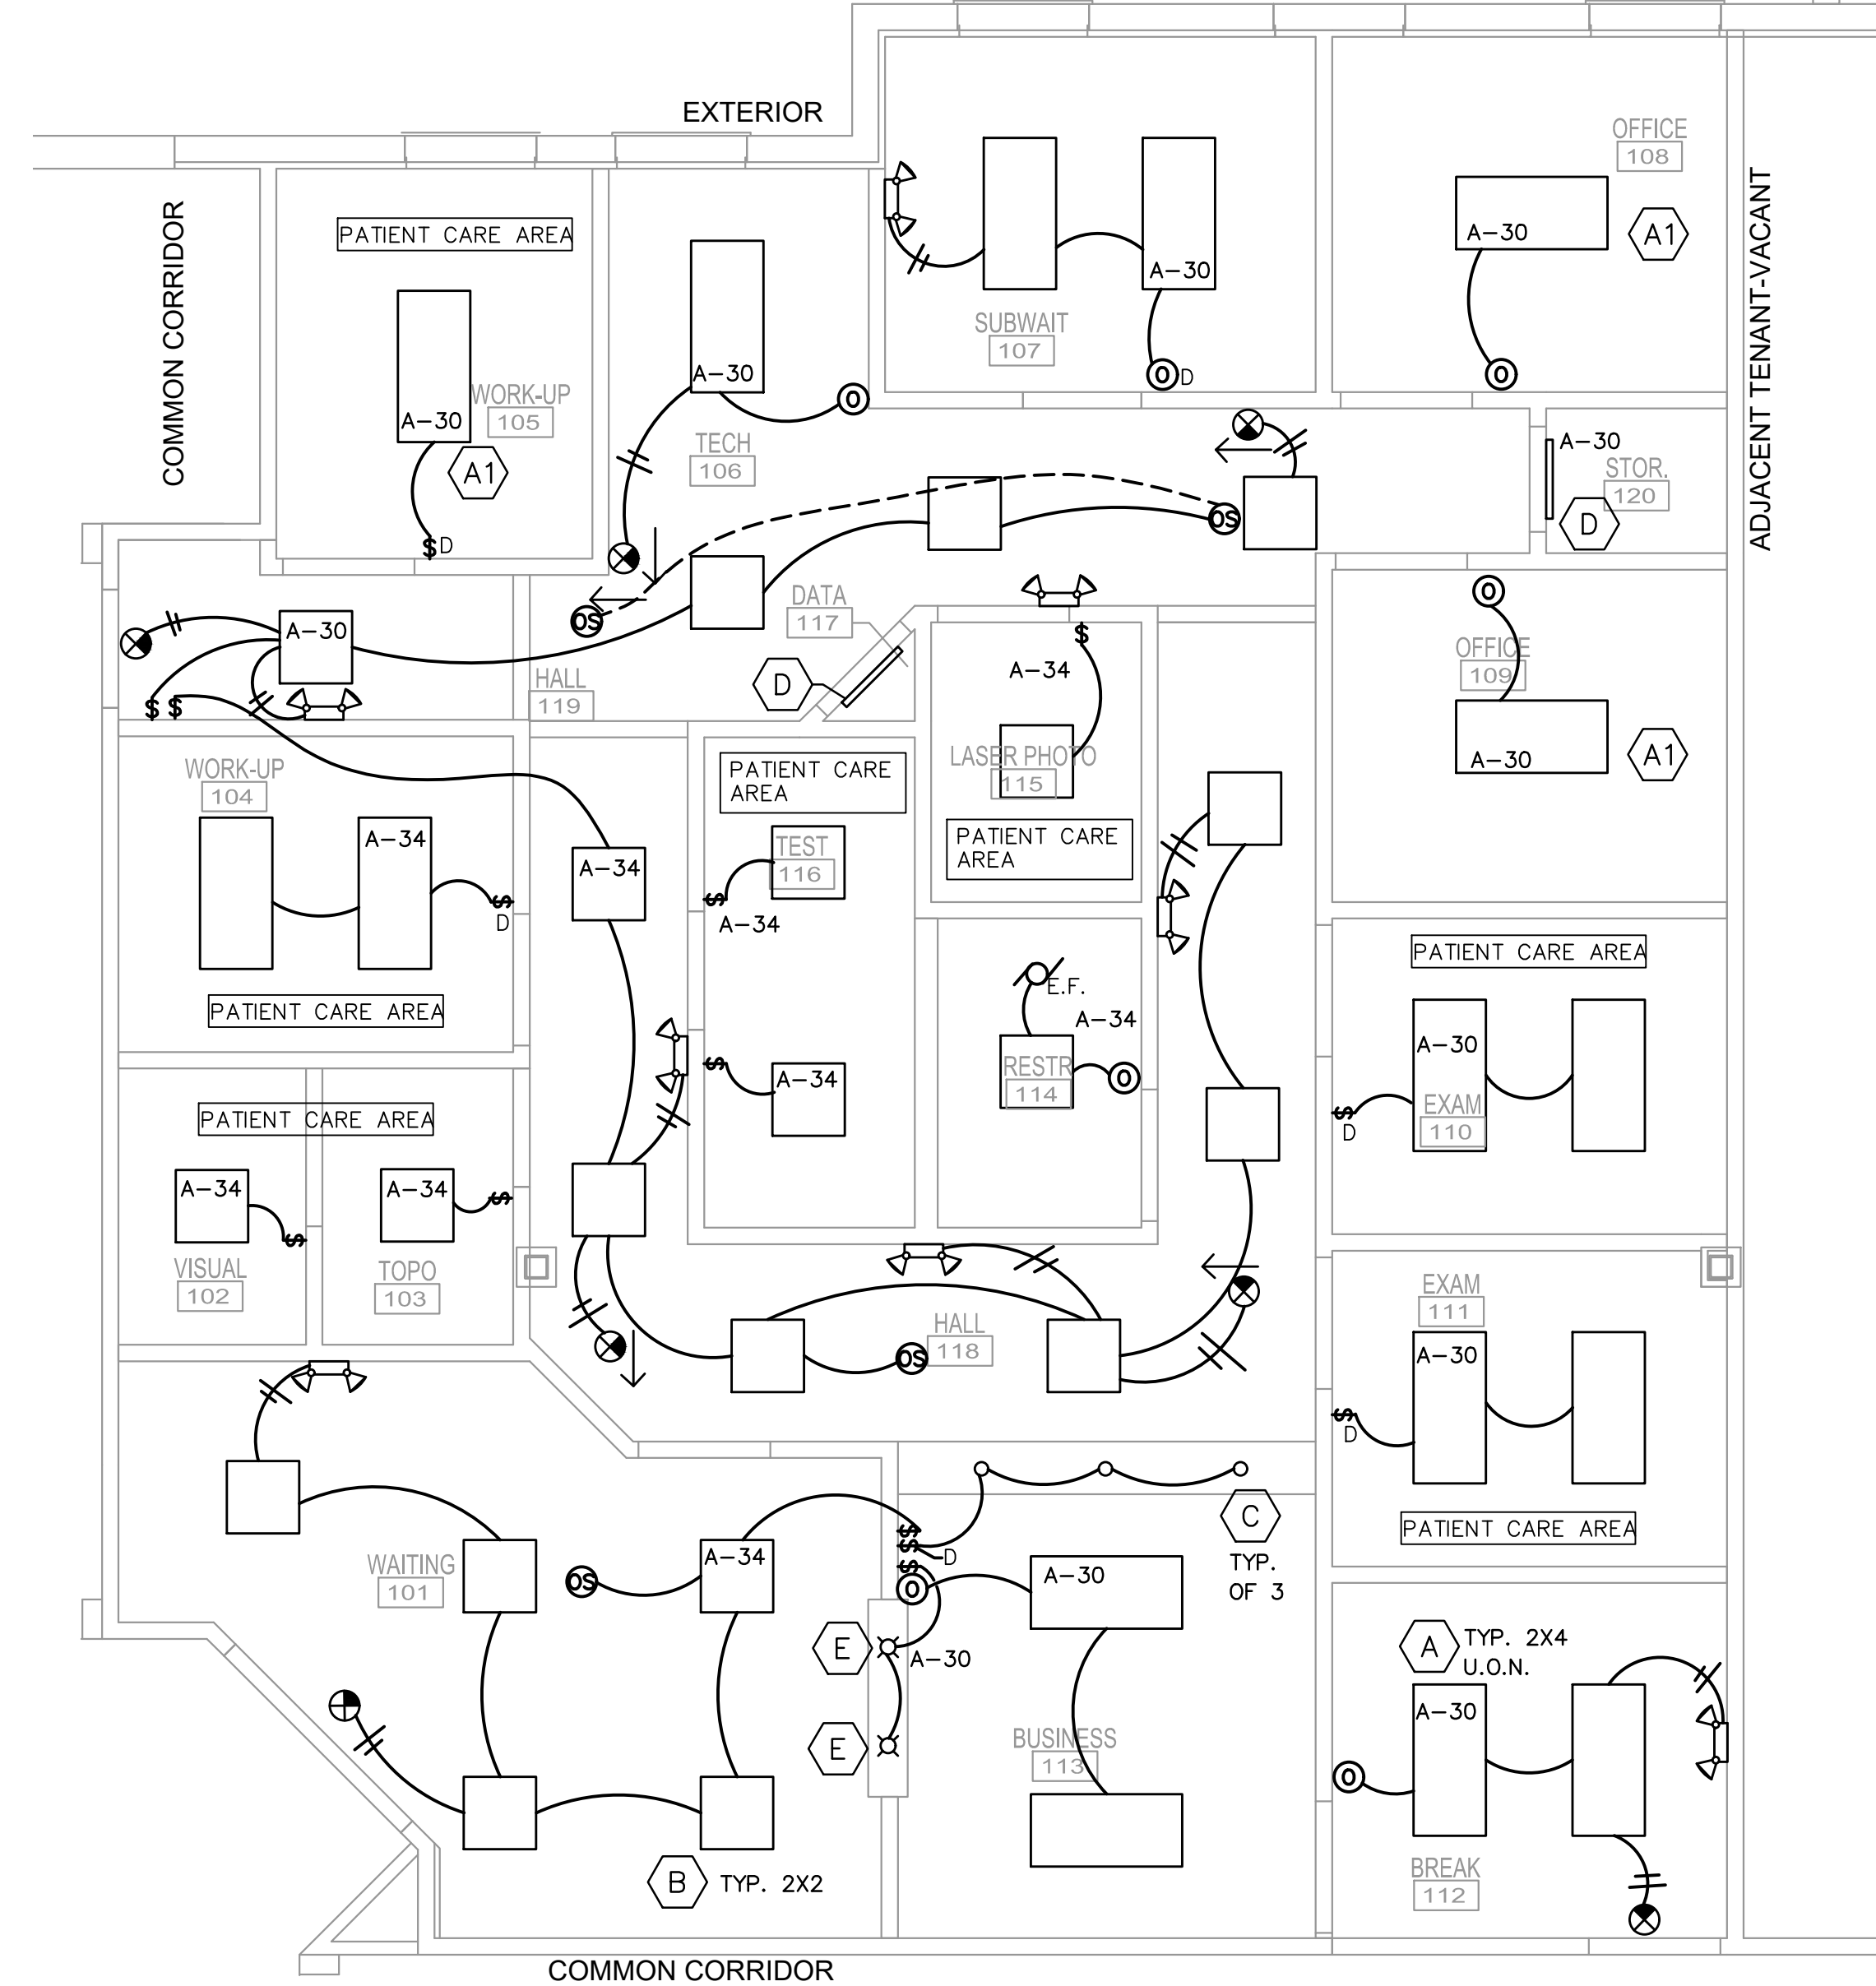 EXTERIOR
COMMON CORRIDOR
ADJACENT TENANT-VACANT
PATIENT CARE AREA
A-30
WORK-UP
105
A1
$D
A-30
TECH
106
O
A-30
SUBWAIT
107
O D
OFFICE
108
A-30
A1
O
A-30
STOR.
120
D
OS
OS
A-30
$ $
HALL
119
DATA
117
D
$
A-34
LASER PHOTO
115
PATIENT CARE
AREA
O
OFFICE
109
A-30
A1
WORK-UP
104
A-34
$
D
PATIENT CARE AREA
A-34
PATIENT CARE
AREA
TEST
116
$
A-34
$
A-34
E.F.
A-34
RESTR
114
O
PATIENT CARE AREA
A-30
EXAM
110
$
D
PATIENT CARE AREA
A-34
$
VISUAL
102
A-34
$
TOPO
103
HALL
118
OS
EXAM
111
A-30
$
D
PATIENT CARE AREA
WAITING
101
OS
A-34
$
$
D
$
O
C
TYP.
OF 3
A-30
E
A-30
E
BUSINESS
113
A
TYP. 2X4
U.O.N.
A-30
O
BREAK
112
B
TYP. 2X2
COMMON CORRIDOR